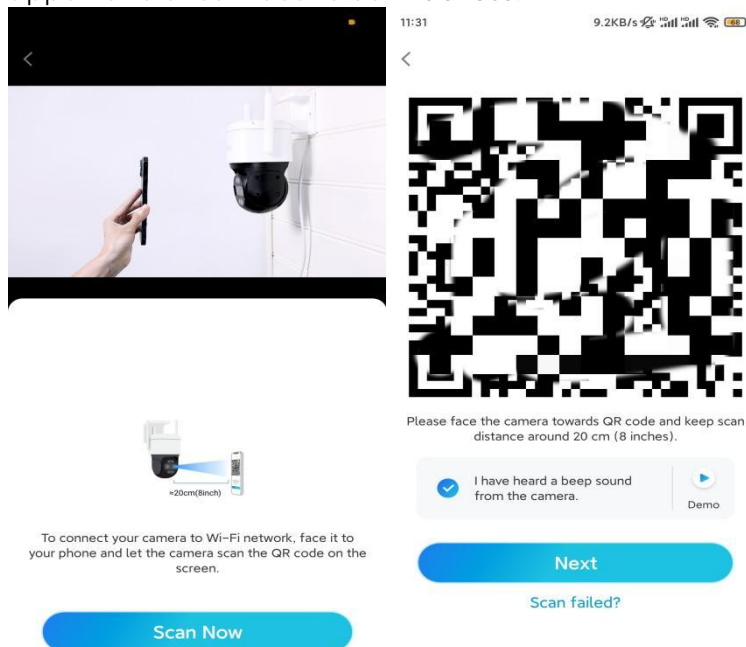 ≈20cm(8inch)
To connect your camera to Wi-Fi network, face it to
your phone and let the camera scan the QR code on the
screen.
Scan Now
11:31
9.2KB/s
68
Please face the camera towards QR code and keep scan
distance around 20 cm (8 inches).
I have heard a beep sound
from the camera.
Demo
Next
Scan failed?